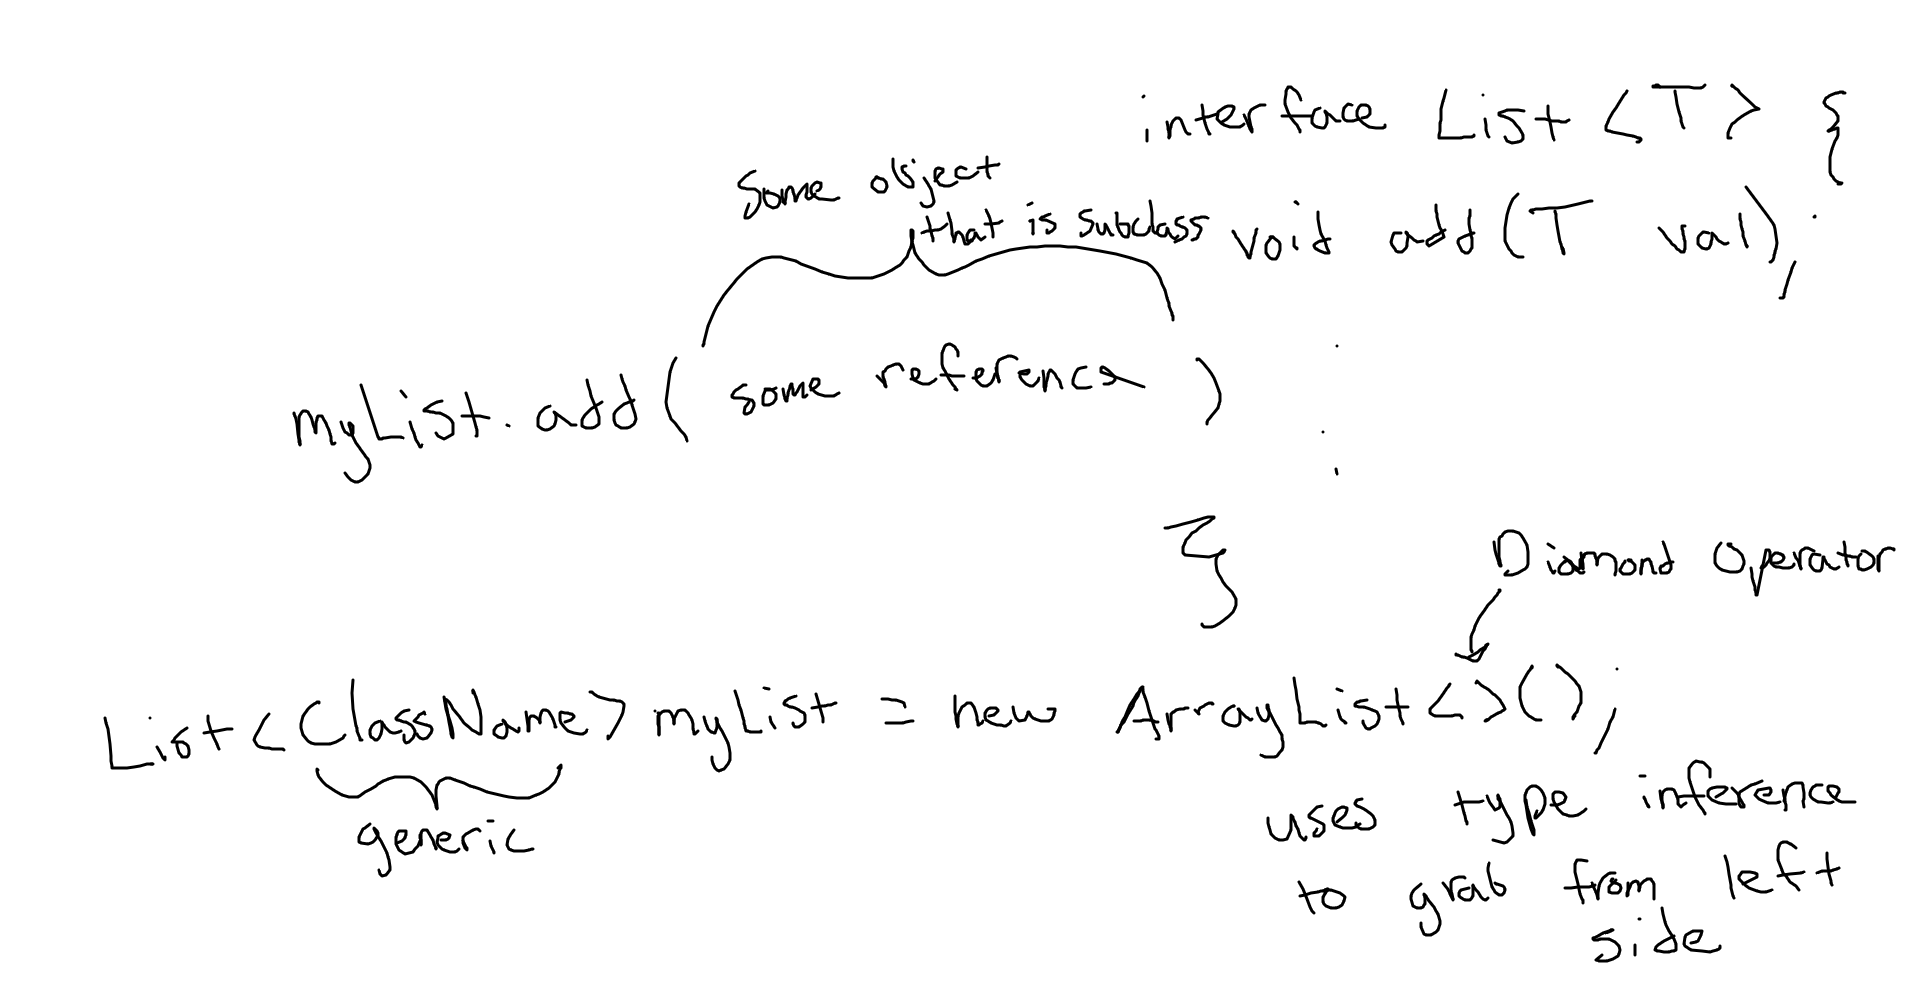 interface List <T> {
some object
that is subclass
void add(T val);
myList.add( some reference )
}
Diamond Operator
List<ClassName> myList = new ArrayList<>();
generic
uses type inference
to grab from left
side